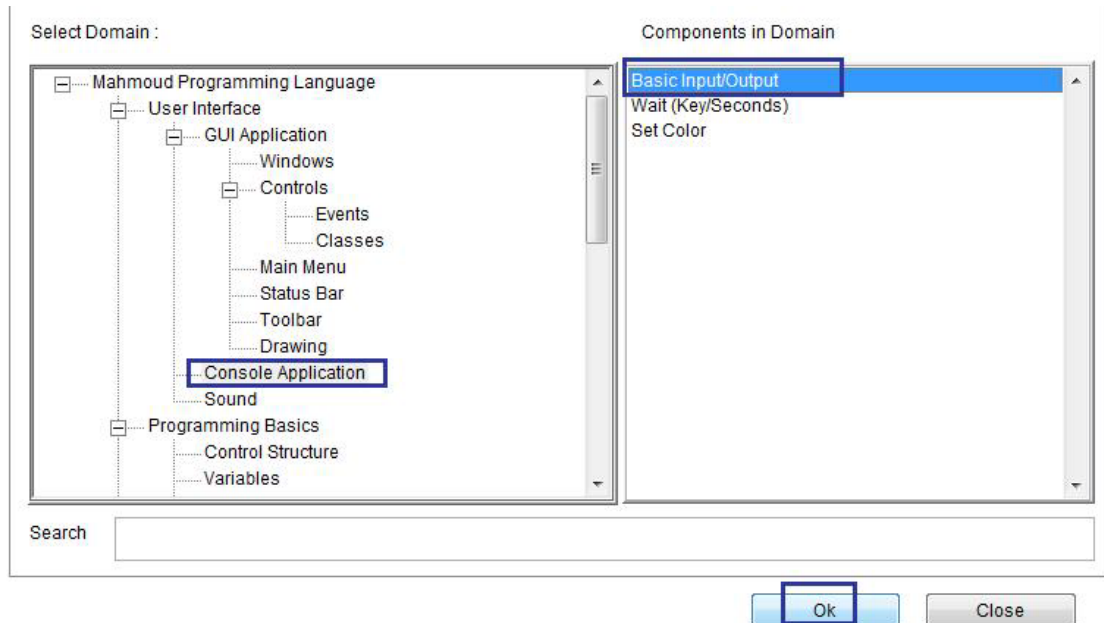 Select Domain :
Components in Domain
Mahmoud Programming Language
User Interface
GUI Application
Windows
Controls
Events
Classes
Main Menu
Status Bar
Toolbar
Drawing
Console Application
Sound
Programming Basics
Control Structure
Variables
Basic Input/Output
Wait (Key/Seconds)
Set Color
Search
Ok
Close